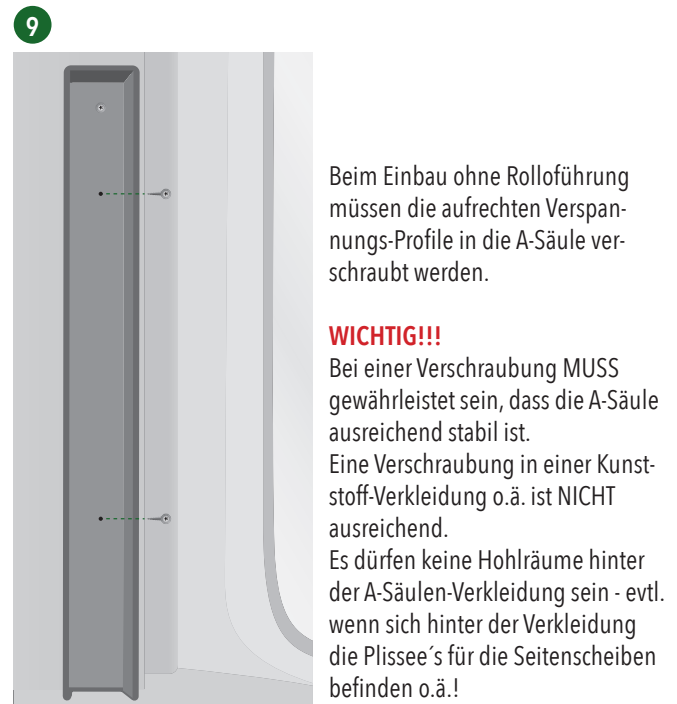 9
Beim Einbau ohne Rolloführung
müssen die aufrechten Verspan-
nungs-Profile in die A-Säule ver-
schraubt werden.
WICHTIG!!!
Bei einer Verschraubung MUSS
gewährleistet sein, dass die A-Säule
ausreichend stabil ist.
Eine Verschraubung in einer Kunst-
stoff-Verkleidung o.ä. ist NICHT
ausreichend.
Es dürfen keine Hohlräume hinter
der A-Säulen-Verkleidung sein - evtl.
wenn sich hinter der Verkleidung
die Plissee´s für die Seitenscheiben
befinden o.ä.!